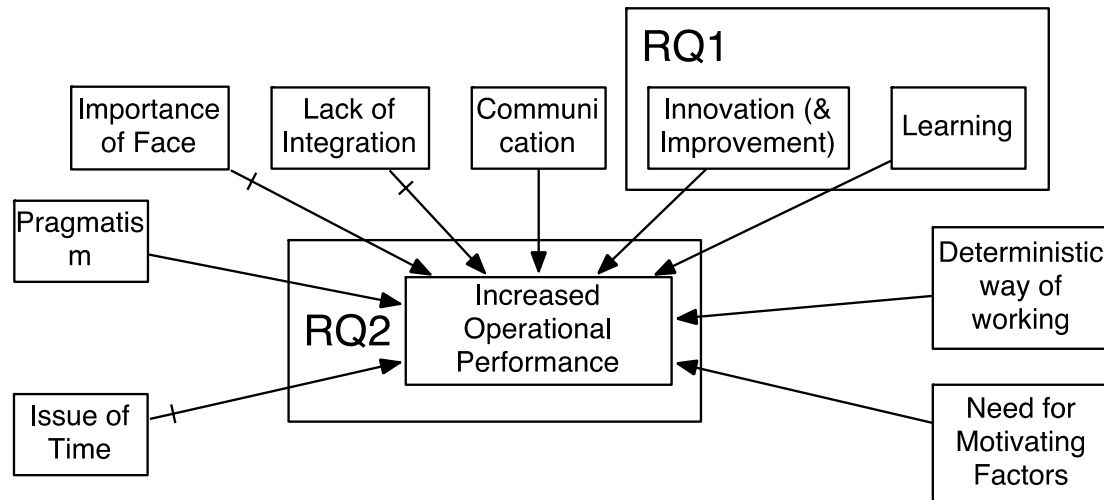 RQ1
Importance
of Face
Lack of
Integration
Communi
cation
Innovation (&
Improvement)
Learning
Pragmatis
m
RQ2
Increased
Operational
Performance
Deterministic
way of
working
Issue of
Time
Need for
Motivating
Factors